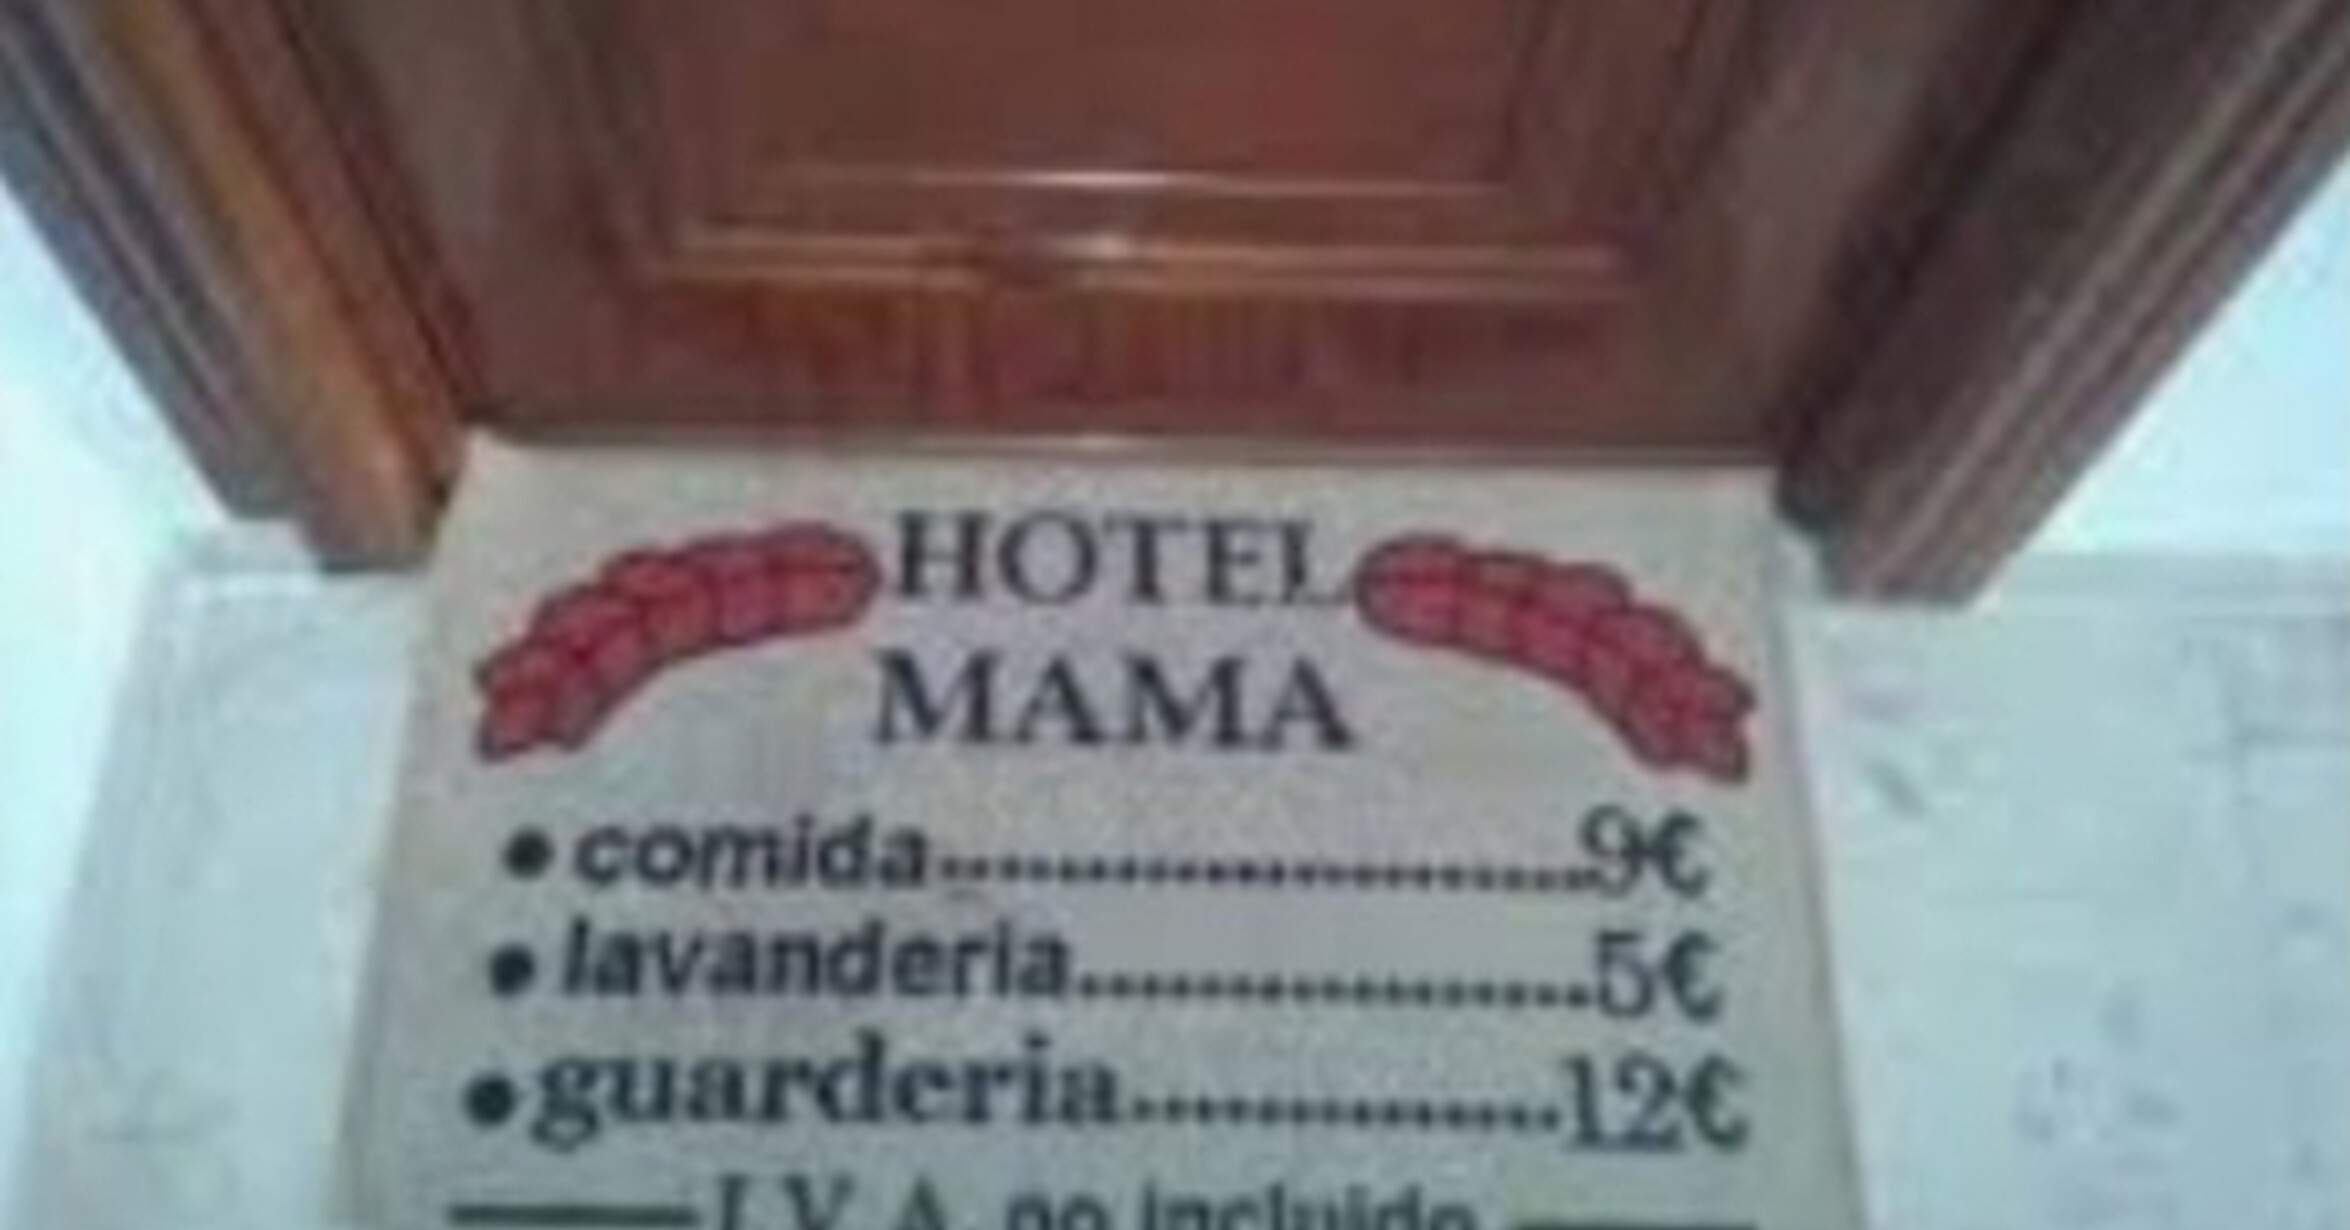 HOTEL
MAMA
• comida........................9€
• lavanderia....................5€
• guarderia.................12€
I.V.A. no incluido